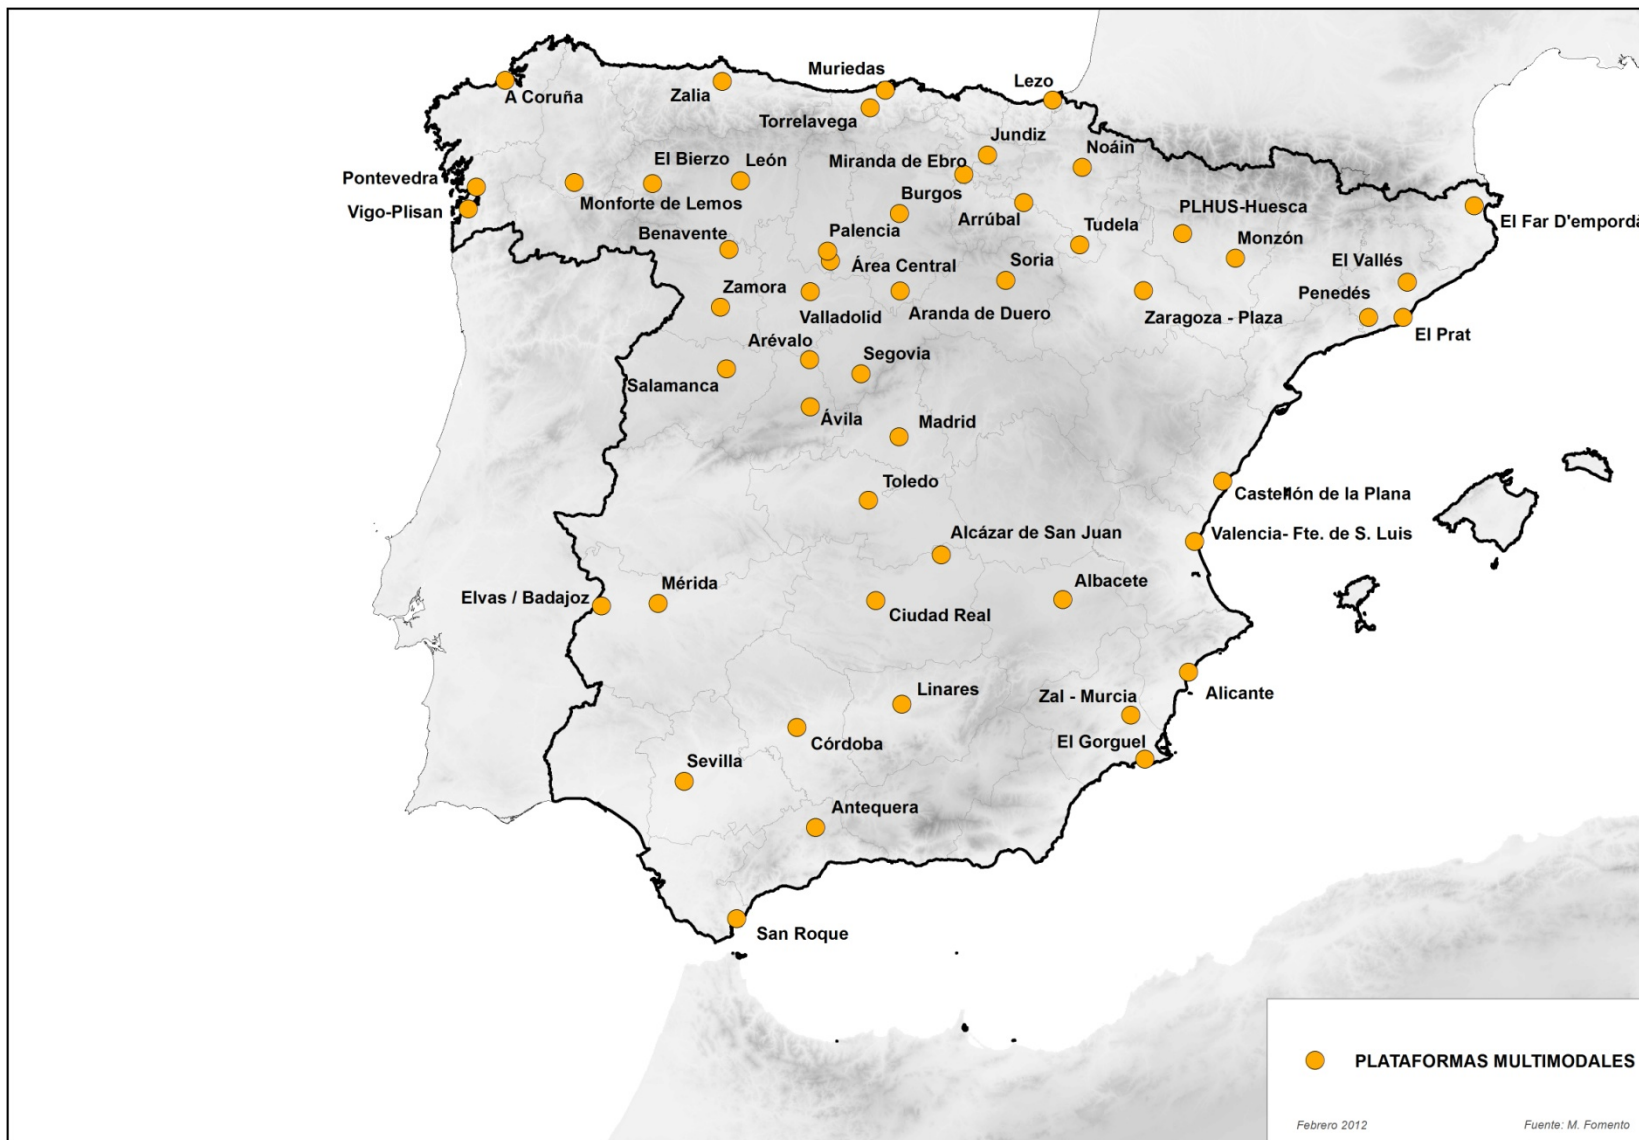 Muriedas
Lezo
A Coruña
Zalia
Torrelavega
Jundiz
Noáin
El Bierzo
León
Miranda de Ebro
Pontevedra
Burgos
Monforte de Lemos
PLHUS-Huesca
Vigo-Plisan
Arrúbal
El Far D'empordá
Tudela
Benavente
Palencia
Monzón
Soria
El Vallés
Área Central
Zamora
Penedés
Valladolid
Aranda de Duero
Zaragoza - Plaza
El Prat
Arévalo
Segovia
Salamanca
Ávila
Madrid
Toledo
Castellón de la Plana
Alcázar de San Juan
Valencia- Fte. de S. Luis
Mérida
Albacete
Elvas / Badajoz
Ciudad Real
Linares
Zal - Murcia
Alicante
Córdoba
El Gorguel
Sevilla
Antequera
San Roque
PLATAFORMAS MULTIMODALES
Febrero 2012
Fuente: M. Fomento